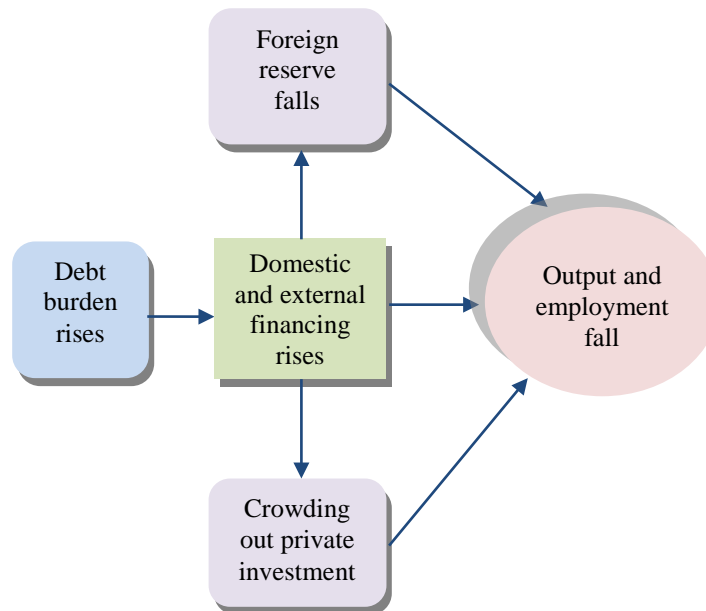 Foreign
reserve
falls
Debt
burden
rises
Domestic
and external
financing
rises
Output and
employment
fall
Crowding
out private
investment